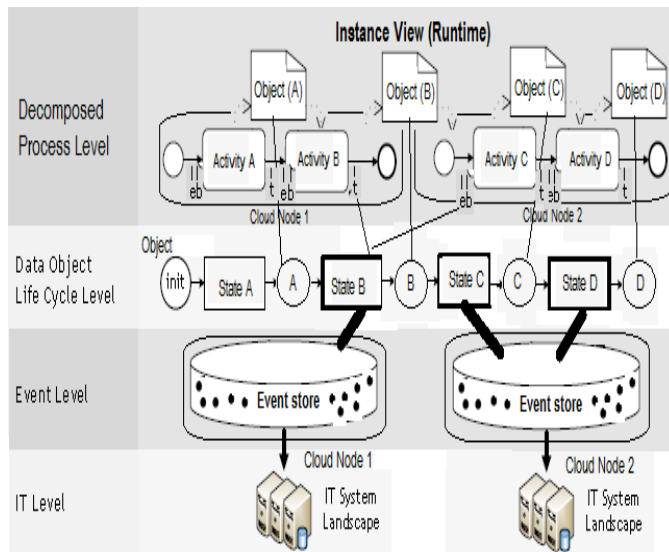 Instance View (Runtime)
Decomposed
Process Level
Object (A)
Object (B)
Object (C)
Object (D)
Activity A
Activity B
Activity C
Activity D
eb
t
eb
.t
eb
t
eb
t
Cloud Node 1
Cloud Node 2
Data Object
Life Cycle Level
Object
init
State A
A
State B
B
State C
C
State D
D
Event Level
Event store
Event store
Cloud Node 1
Cloud Node 2
IT Level
IT System
Landscape
IT System
Landscape